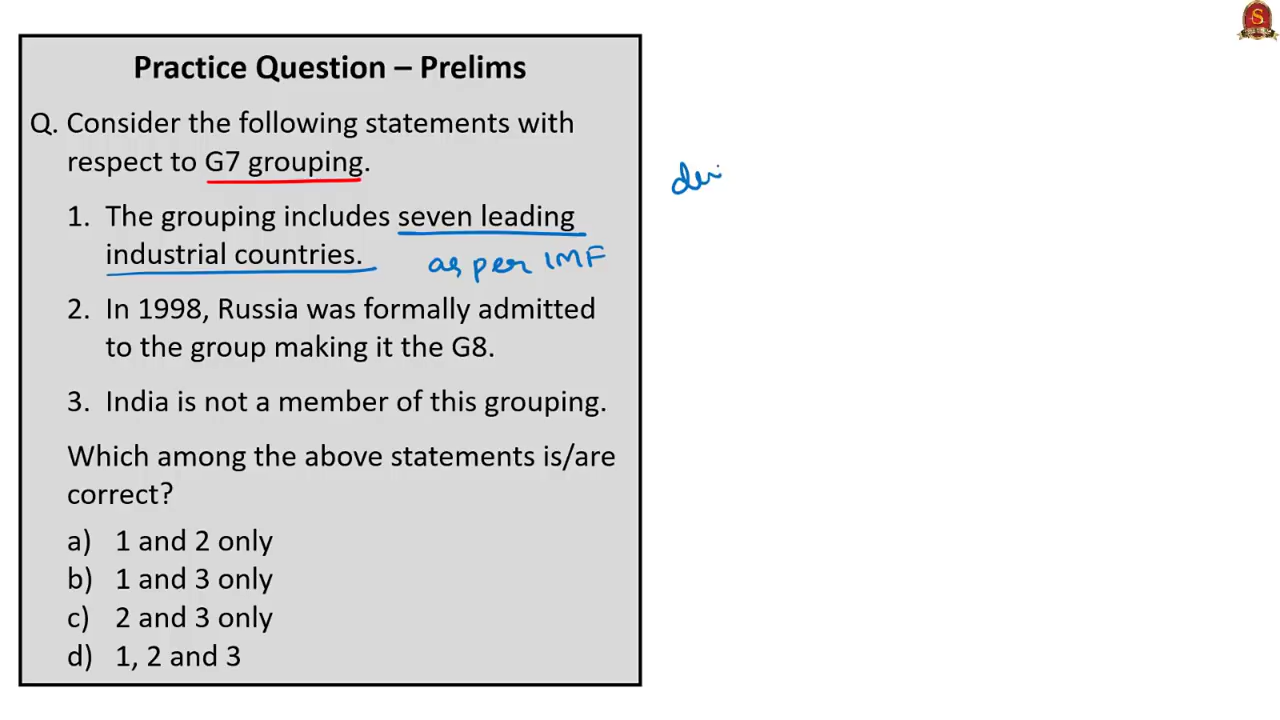 Practice Question – Prelims
Q. Consider the following statements with
respect to G7 grouping.
1. The grouping includes seven leading
industrial countries.
as per IMF
2. In 1998, Russia was formally admitted
to the group making it the G8.
3. India is not a member of this grouping.
Which among the above statements is/are
correct?
a) 1 and 2 only
b) 1 and 3 only
c) 2 and 3 only
d) 1, 2 and 3
S